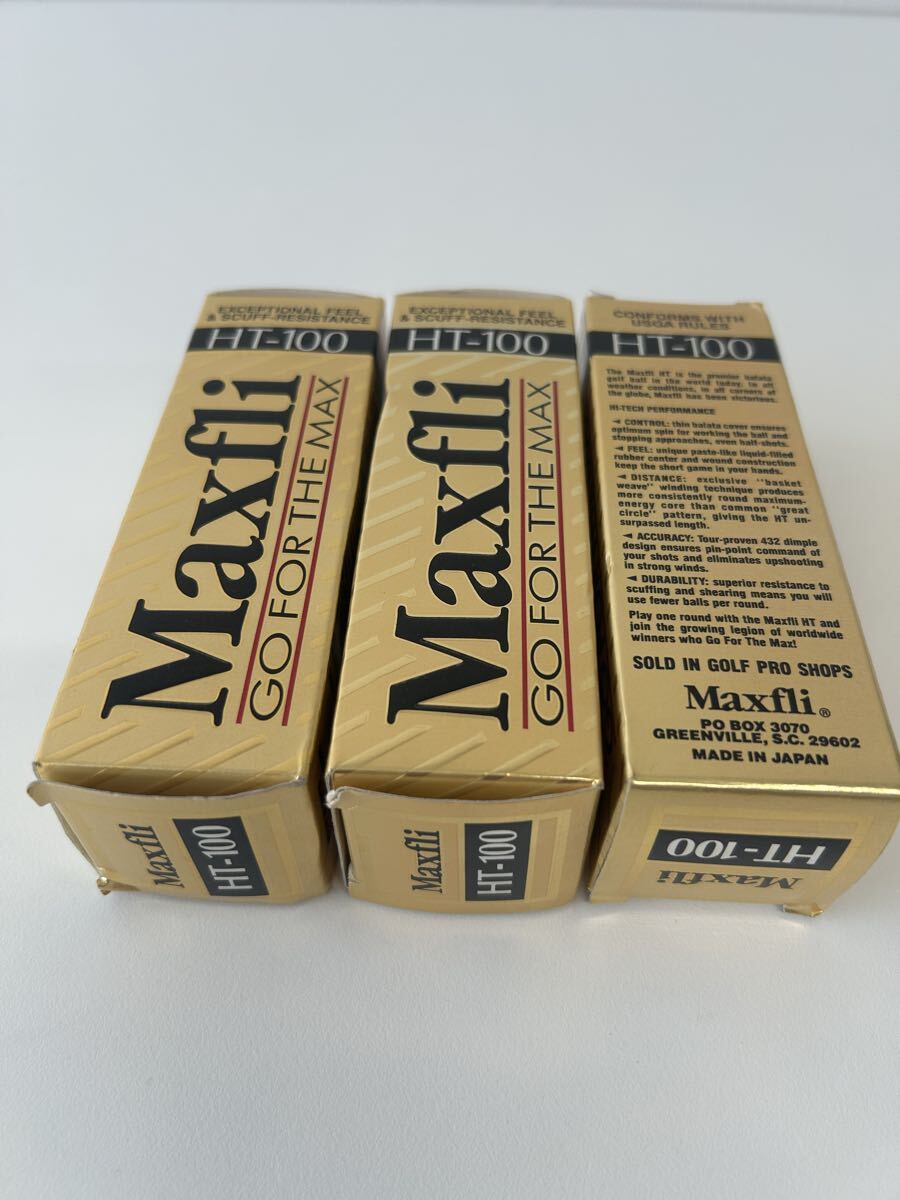 EXCEPTIONAL FEEL
& SCUFF-RESISTANCE
HT-100
Maxfli
GO FOR THE MAX
Maxfli
HT-100
EXCEPTIONAL FEEL
& SCUFF-RESISTANCE
HT-100
Maxfli
GO FOR THE MAX
Maxfli
HT-100
CONFORMS WITH
USGA RULES
HT-100
The Maxfli HT is the premier balata
golf ball in the world today. In all
weather conditions, in all corners of
the globe, Maxfli has been victorious.
HI-TECH PERFORMANCE
◄ CONTROL: thin balata cover ensures
optimum spin for working the ball and
stopping approaches, even half-shots.
◄ FEEL: unique paste-like liquid-filled
rubber center and wound construction
keep the short game in your hands.
◄ DISTANCE: exclusive "basket
weave" winding technique produces
more consistently round maximum-
energy core than common "great
circle" pattern, giving the HT un-
surpassed length.
◄ ACCURACY: Tour-proven 432 dimple
design ensures pin-point command of
your shots and eliminates upshooting
in strong winds.
◄ DURABILITY: superior resistance to
scuffing and shearing means you will
use fewer balls per round.
Play one round with the Maxfli HT and
join the growing legion of worldwide
winners who Go For The Max!
SOLD IN GOLF PRO SHOPS
Maxfli®
PO BOX 3070
GREENVILLE, S.C. 29602
MADE IN JAPAN
HT-100
Maxfli